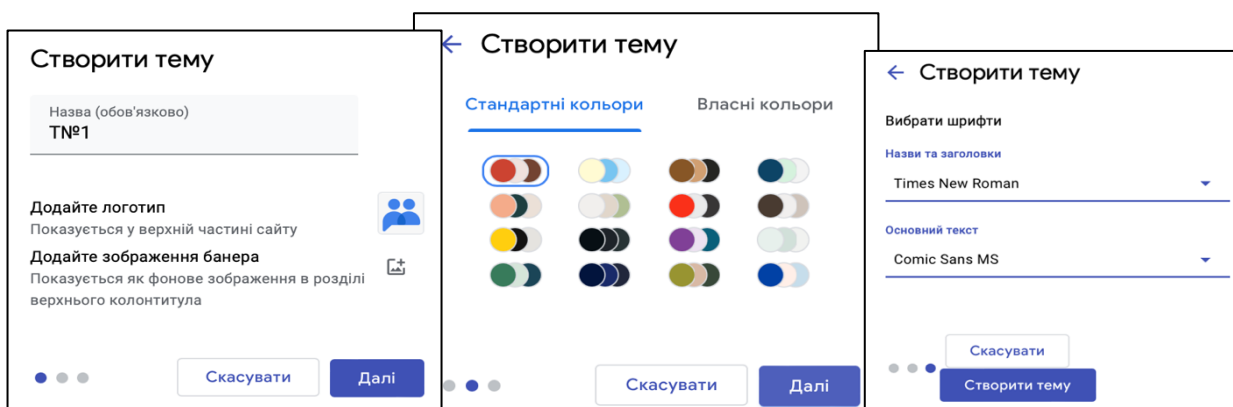 Створити тему
Назва (обов'язково)
TNº1
Додайте логотип
Показується у верхній частині сайту
Додайте зображення банера
Показується як фонове зображення в розділі
верхнього колонтитула
Скасувати
Далі
Створити тему
Стандартні кольори
Власні кольори
Скасувати
Далі
Створити тему
Вибрати шрифти
Назви та заголовки
Times New Roman
Основний текст
Comic Sans MS
Скасувати
Створити тему